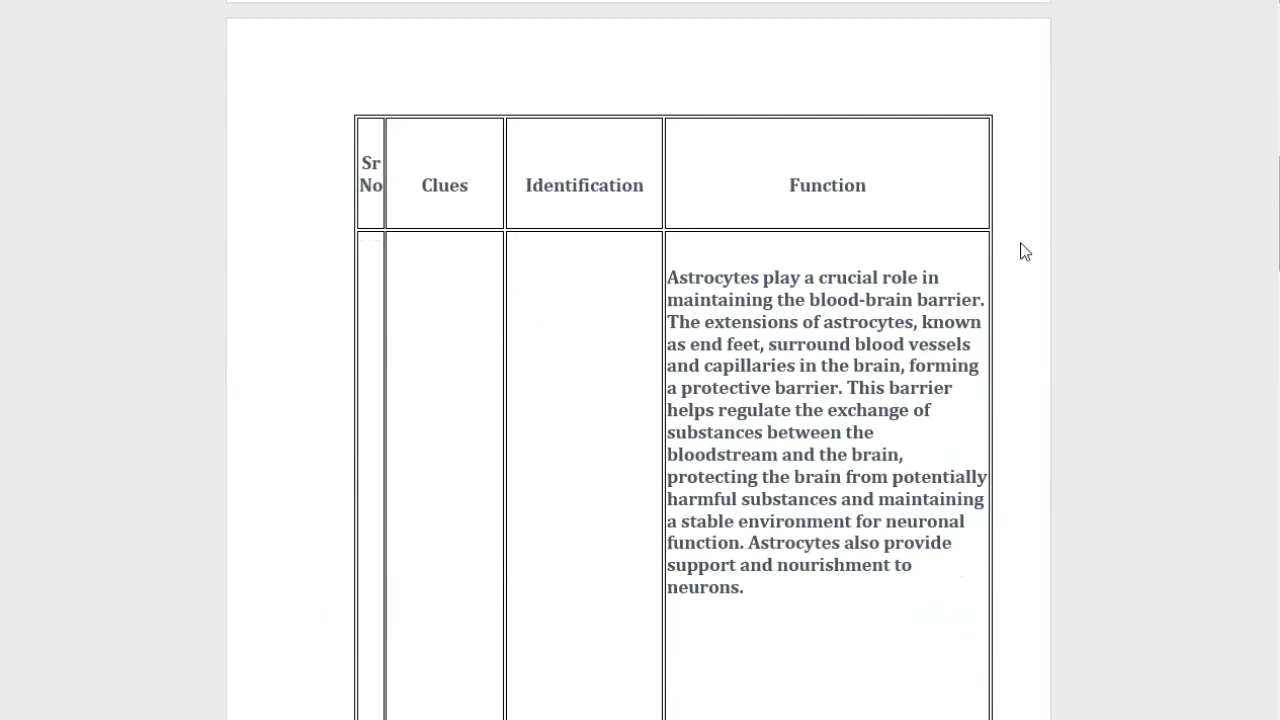 Sr
No
Clues
Identification
Function
Astrocytes play a crucial role in
maintaining the blood-brain barrier.
The extensions of astrocytes, known
as end feet, surround blood vessels
and capillaries in the brain, forming
a protective barrier. This barrier
helps regulate the exchange of
substances between the
bloodstream and the brain,
protecting the brain from potentially
harmful substances and maintaining
a stable environment for neuronal
function. Astrocytes also provide
support and nourishment to
neurons.